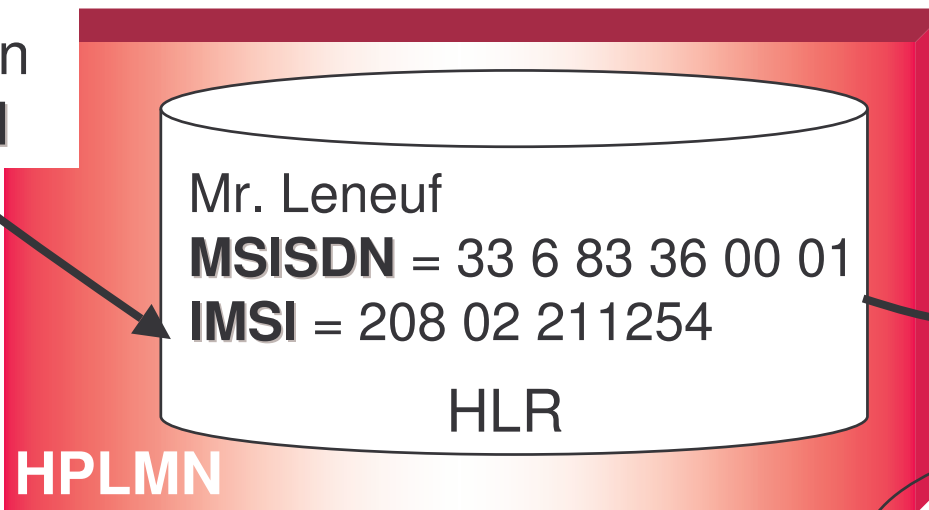 n
Mr. Leneuf
MSISDN = 33 6 83 36 00 01
IMSI = 208 02 211254
HLR
HPLMN